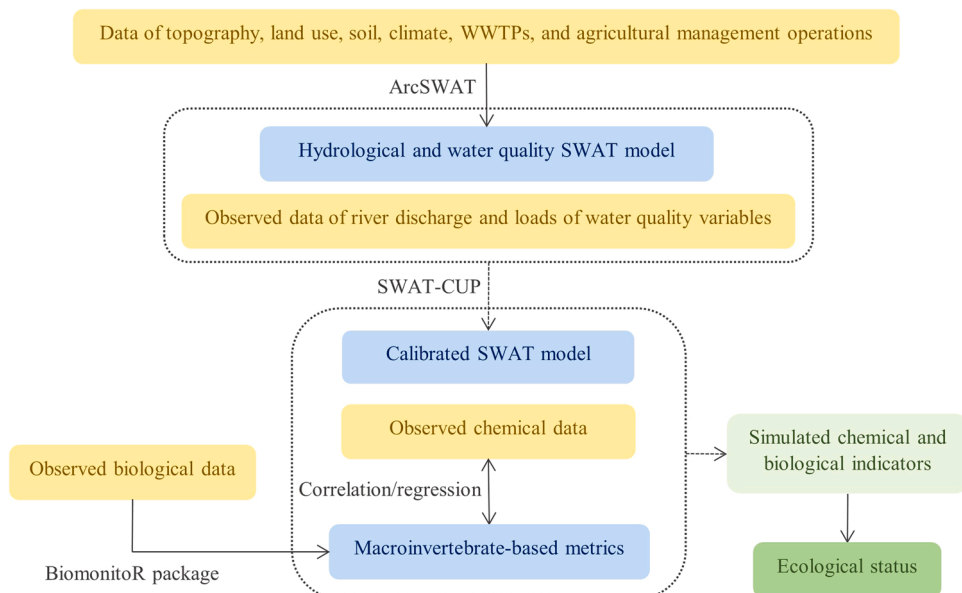 Data of topography, land use, soil, climate, WWTPs, and agricultural management operations
ArcSWAT
Hydrological and water quality SWAT model
Observed data of river discharge and loads of water quality variables
SWAT-CUP
Calibrated SWAT model
Observed chemical data
Simulated chemical and
biological indicators
Observed biological data
Correlation/regression
Macroinvertebrate-based metrics
BiomonitoR package
Ecological status